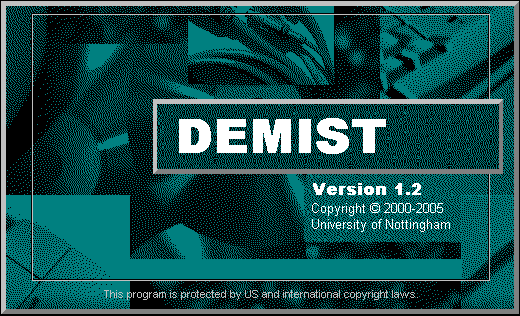 DEMIST
Version 1.2
Copyright © 2000-2005
University of Nottingham
This program is protected by US and international copyright laws.